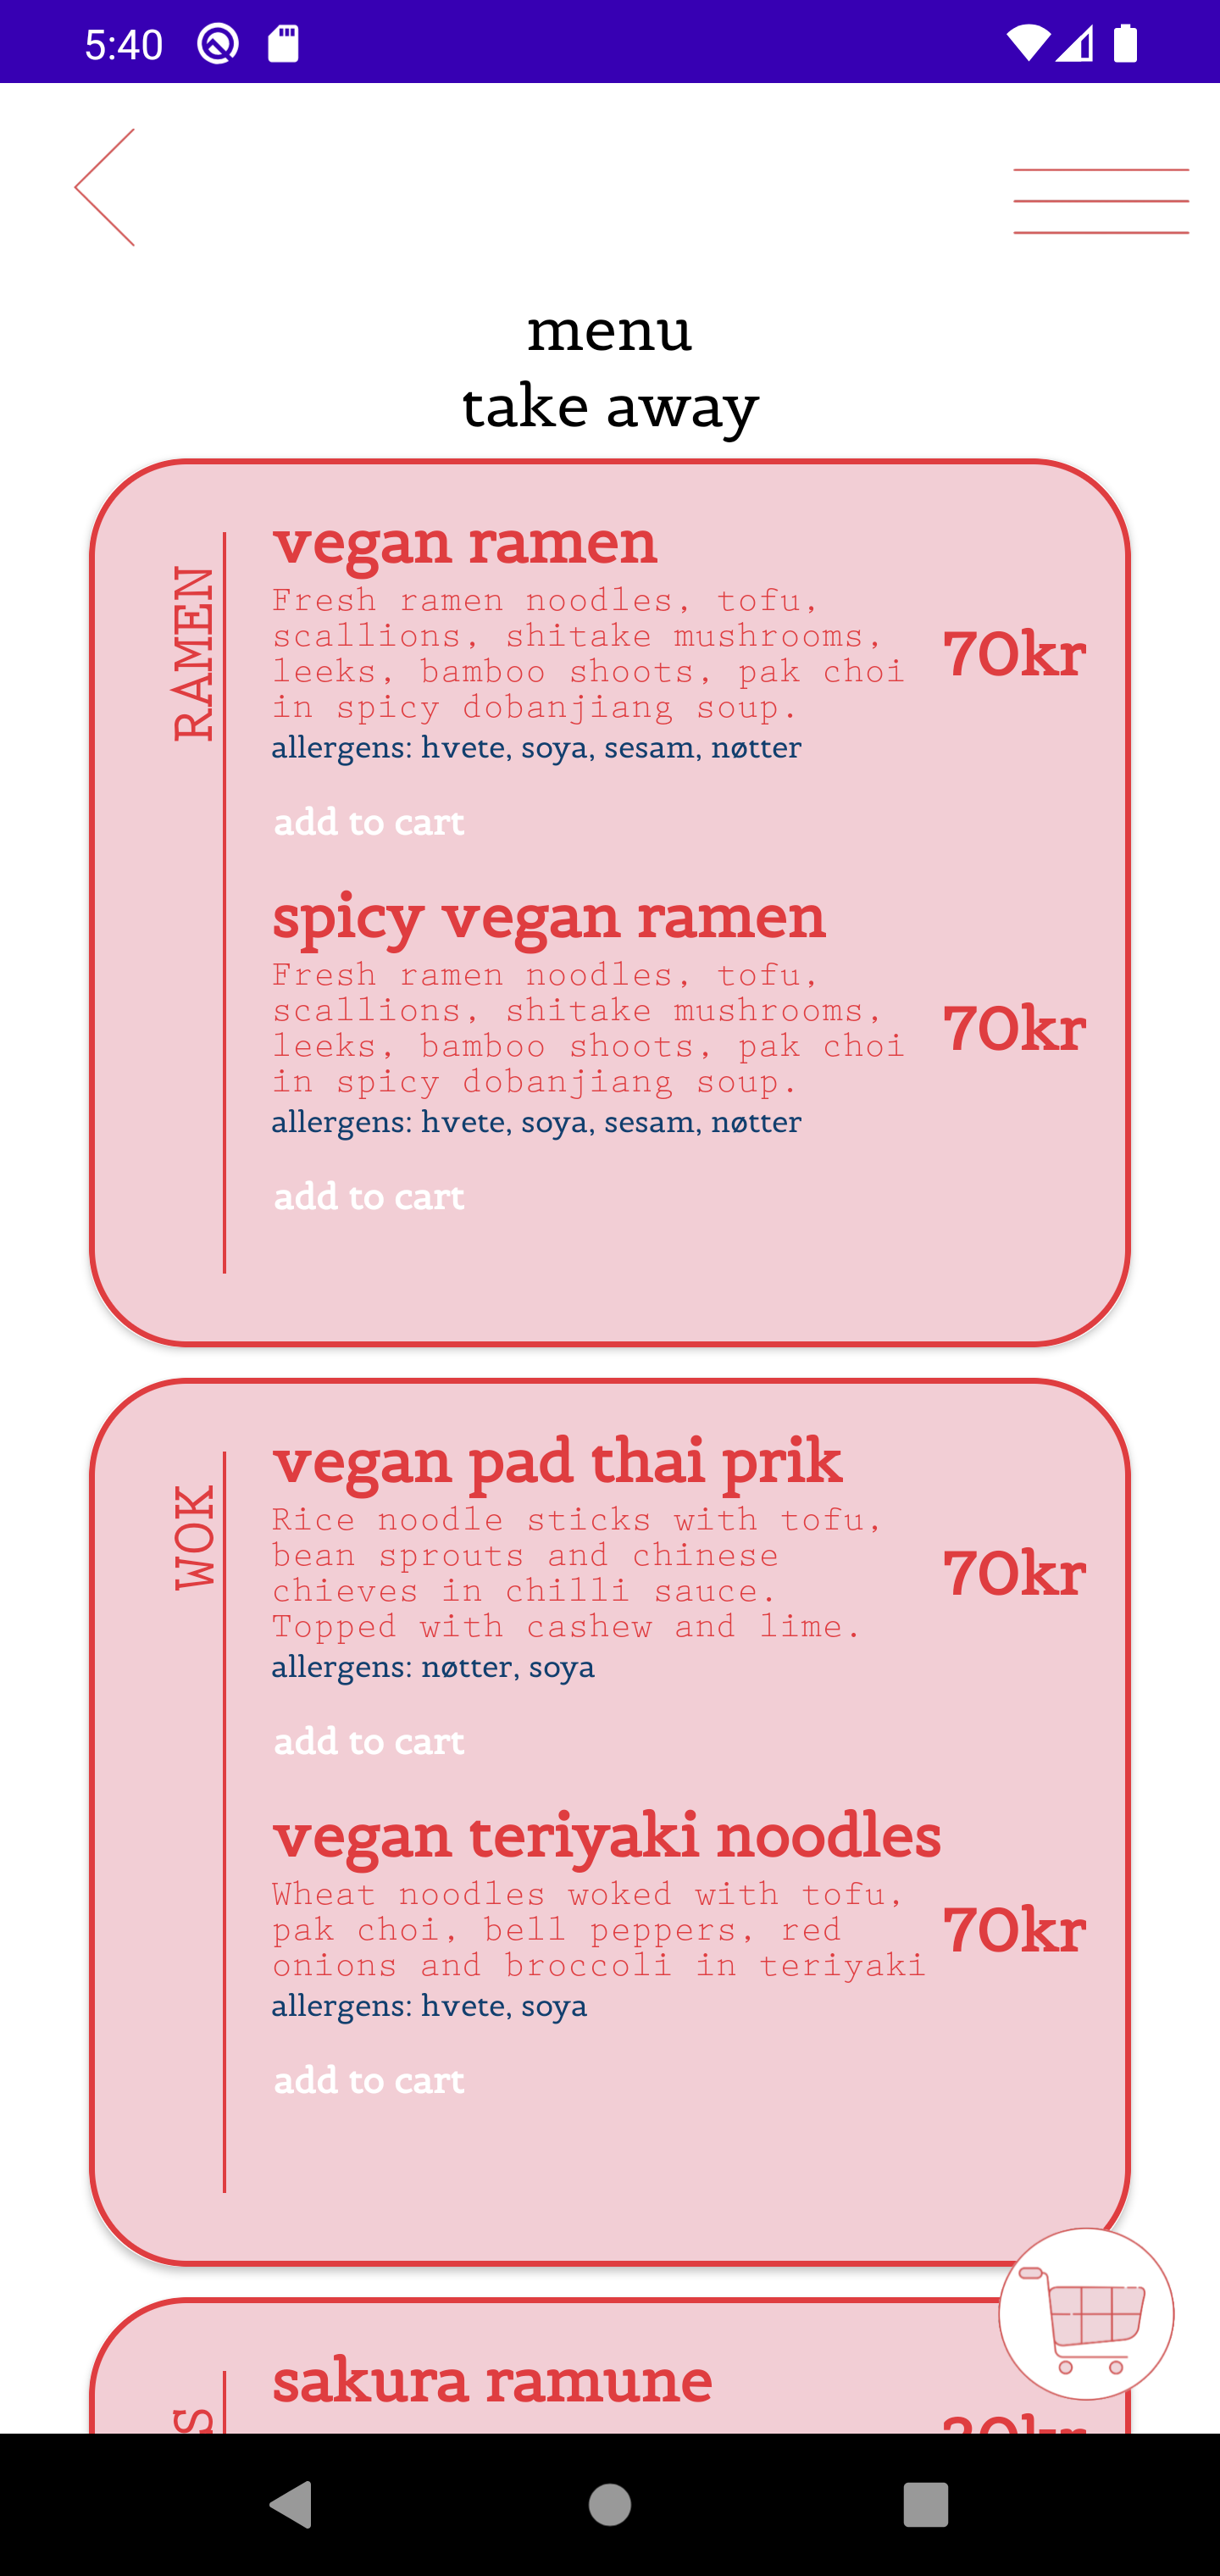 5:40
menu
take away
RAMEN
vegan ramen
Fresh ramen noodles, tofu,
scallions, shitake mushrooms,
leeks, bamboo shoots, pak choi
in spicy dobanjiang soup.
70kr
allergens: hvete, soya, sesam, nøtter
add to cart
spicy vegan ramen
Fresh ramen noodles, tofu,
scallions, shitake mushrooms,
leeks, bamboo shoots, pak choi
in spicy dobanjiang soup.
70kr
allergens: hvete, soya, sesam, nøtter
add to cart
WOK
vegan pad thai prik
Rice noodle sticks with tofu,
bean sprouts and chinese
chieves in chilli sauce.
Topped with cashew and lime.
70kr
allergens: nøtter, soya
add to cart
vegan teriyaki noodles
Wheat noodles woked with tofu,
pak choi, bell peppers, red
onions and broccoli in teriyaki
70kr
allergens: hvete, soya
add to cart
sakura ramune